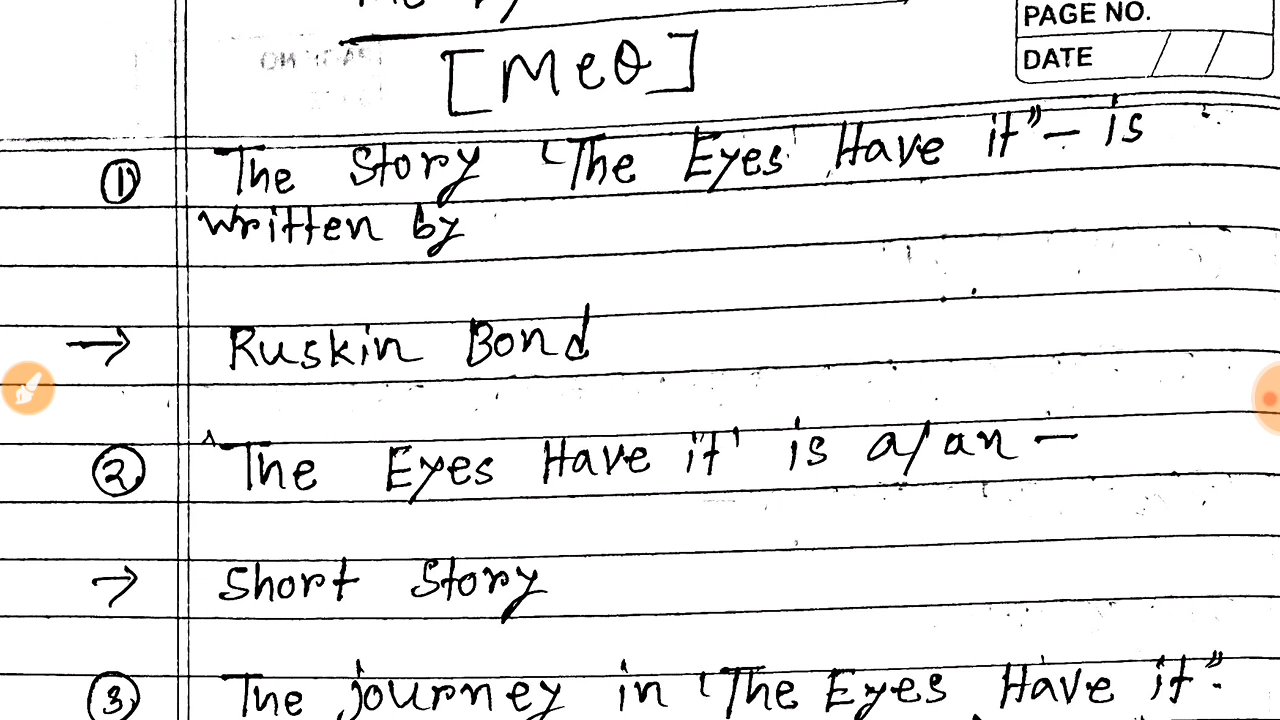 PAGE NO.
DATE / /
[MCQ]
① The Story 'The Eyes' Have it" – is
written by
→ Ruskin Bond
② 'The Eyes Have it' is a/an –
→ Short Story
③ The journey in 'The Eyes Have it".